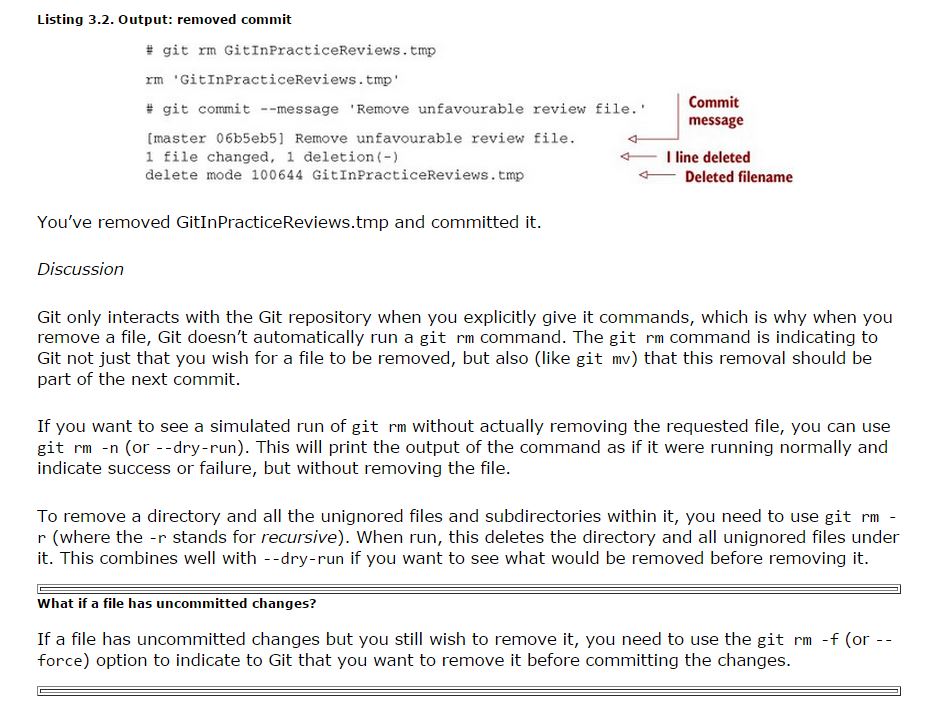 Listing 3.2. Output: removed commit
# git rm GitInPracticeReviews.tmp
rm 'GitInPracticeReviews.tmp'
# git commit --message 'Remove unfavourable review file.'
Commit
message
[master 06b5eb5] Remove unfavourable review file.
1 file changed, 1 deletion(-)
1 line deleted
delete mode 100644 GitInPracticeReviews.tmp
Deleted filename
You've removed GitInPracticeReviews.tmp and committed it.
Discussion
Git only interacts with the Git repository when you explicitly give it commands, which is why when you
remove a file, Git doesn't automatically run a git rm command. The git rm command is indicating to
Git not just that you wish for a file to be removed, but also (like git mv) that this removal should be
part of the next commit.
If you want to see a simulated run of git rm without actually removing the requested file, you can use
git rm -n (or --dry-run). This will print the output of the command as if it were running normally and
indicate success or failure, but without removing the file.
To remove a directory and all the unignored files and subdirectories within it, you need to use git rm -
r (where the -r stands for recursive). When run, this deletes the directory and all unignored files under
it. This combines well with --dry-run if you want to see what would be removed before removing it.
What if a file has uncommitted changes?
If a file has uncommitted changes but you still wish to remove it, you need to use the git rm -f (or --
force) option to indicate to Git that you want to remove it before committing the changes.